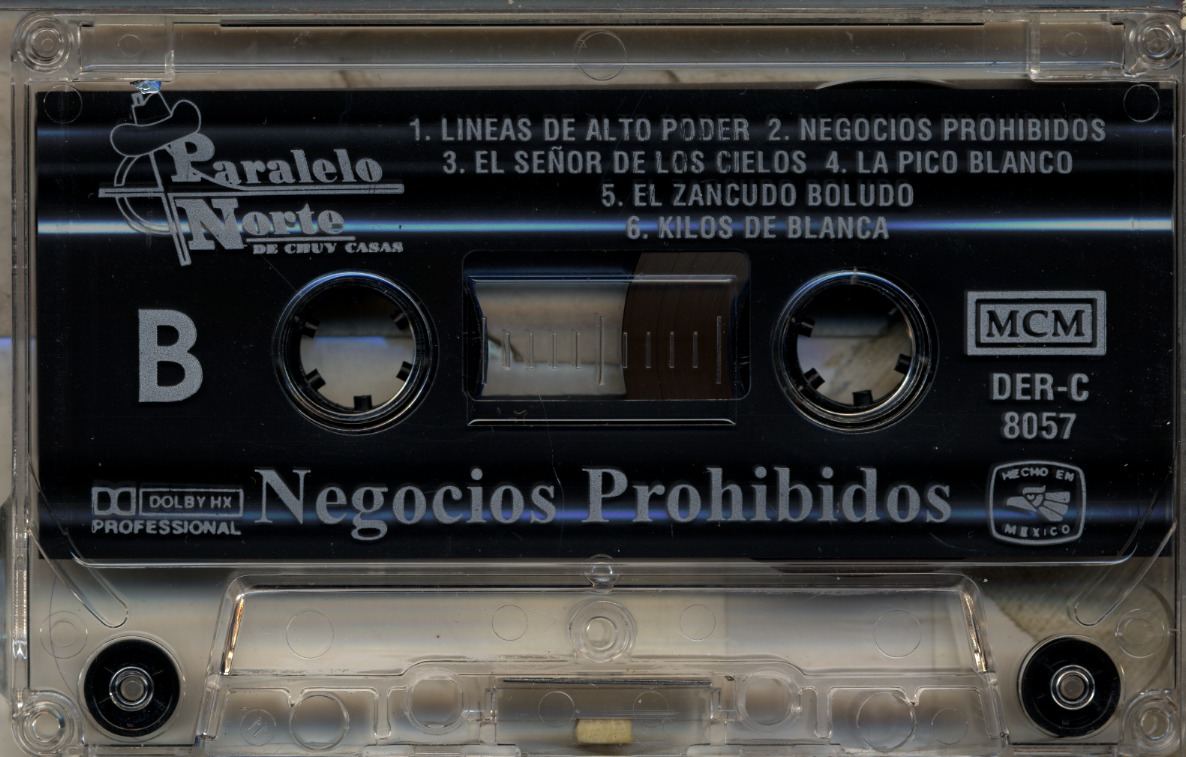 Paralelo
Norte
DE CHUY CASAS
1. LINEAS DE ALTO PODER 2. NEGOCIOS PROHIBIDOS
3. EL SEÑOR DE LOS CIELOS 4. LA PICO BLANCO
5. EL ZANCUDO BOLUDO
6. KILOS DE BLANCA
B
MCM
DER-C
8057
DOLBY HX
PROFESSIONAL
Negocios Prohibidos
HECHO EN
MEXICO